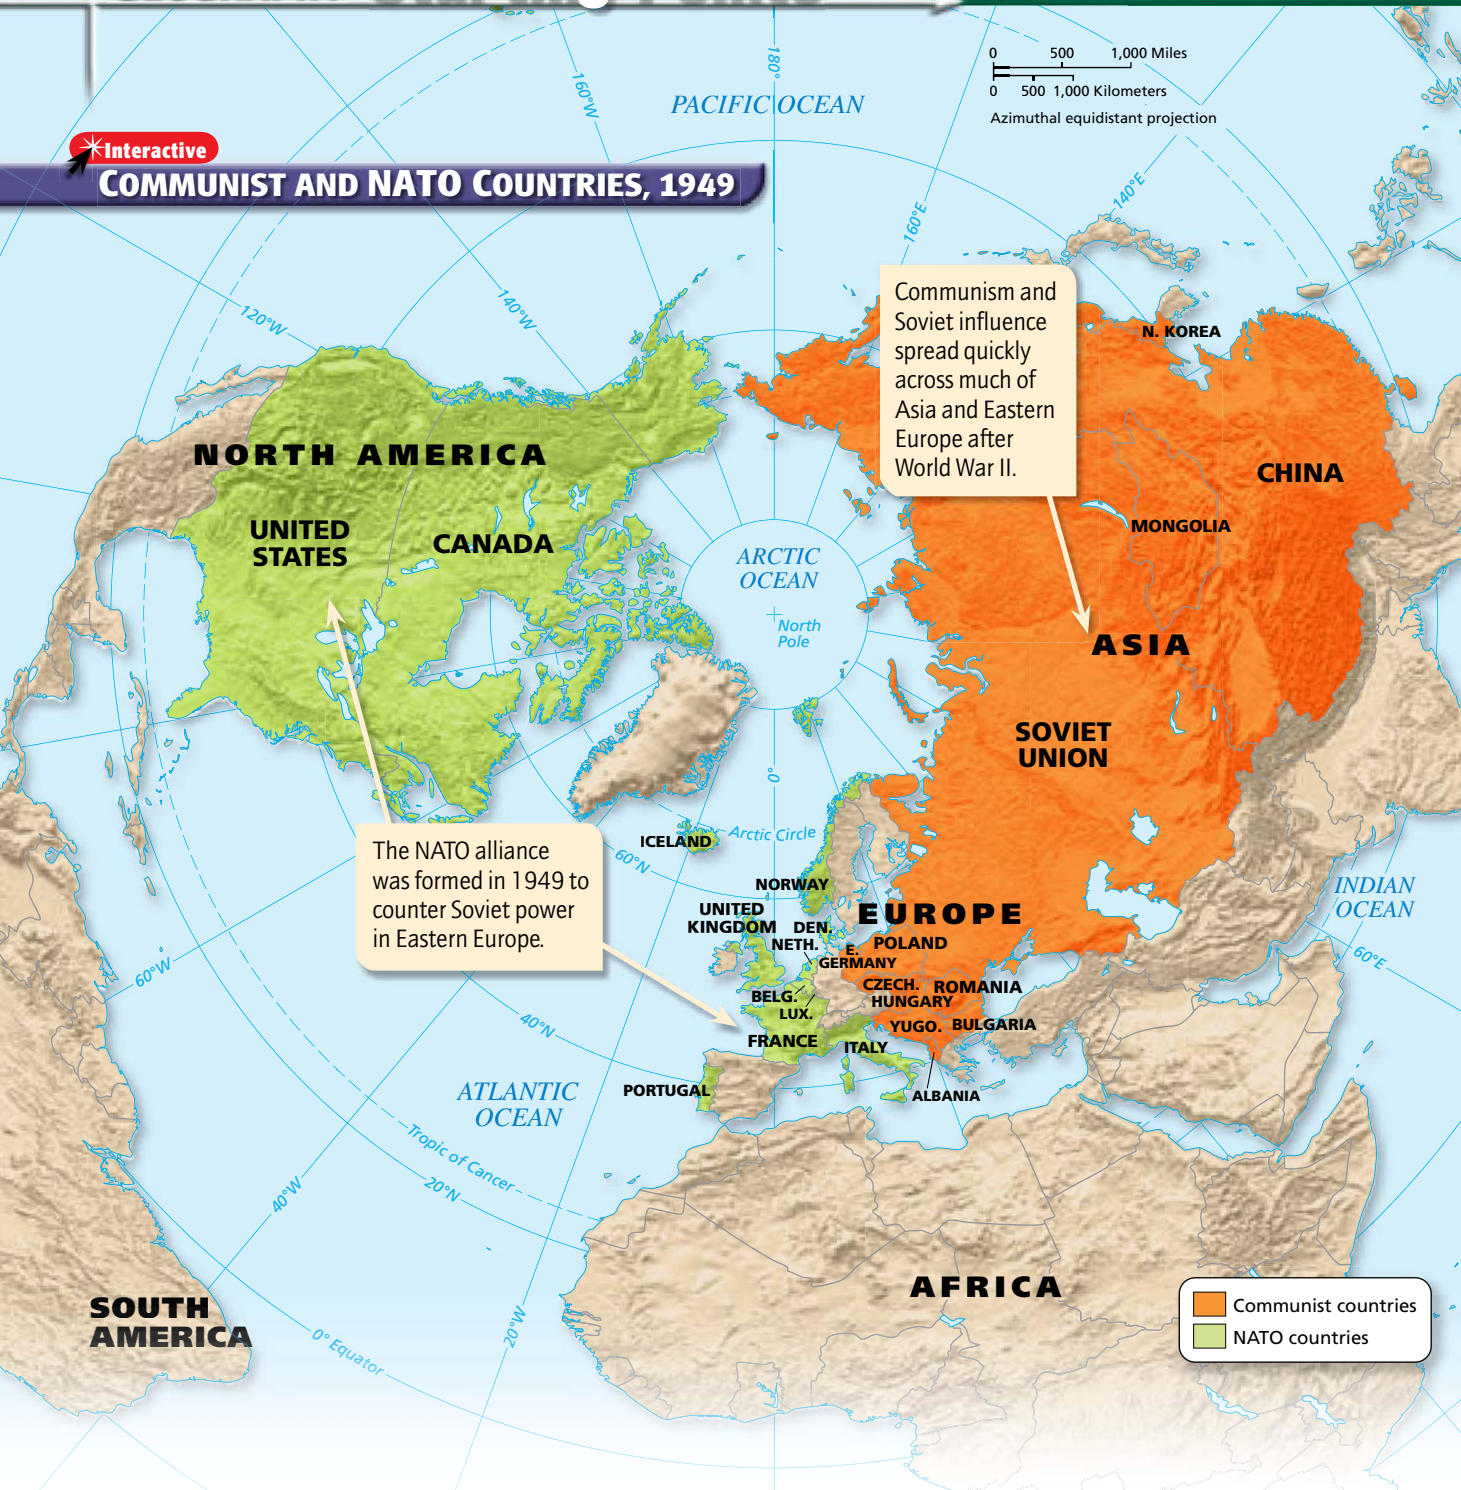 Interactive
COMMUNIST AND NATO COUNTRIES, 1949
0 500 1,000 Miles
0 500 1,000 Kilometers
Azimuthal equidistant projection
PACIFIC OCEAN
180°
160°W
140°W
120°W
160°E
140°E
Communism and
Soviet influence
spread quickly
across much of
Asia and Eastern
Europe after
World War II.
N. KOREA
CHINA
MONGOLIA
NORTH AMERICA
UNITED
STATES
CANADA
ARCTIC
OCEAN
North
Pole
ASIA
SOVIET
UNION
0°
Arctic Circle
ICELAND
60°N
The NATO alliance
was formed in 1949 to
counter Soviet power
in Eastern Europe.
NORWAY
UNITED
KINGDOM
DEN.
NETH.
EUROPE
POLAND
E.
GERMANY
CZECH.
HUNGARY
ROMANIA
BELG.
LUX.
YUGO.
BULGARIA
FRANCE
ITALY
PORTUGAL
ALBANIA
INDIAN
OCEAN
60°E
60°W
40°N
ATLANTIC
OCEAN
Tropic of Cancer
20°N
40°W
20°W
0° Equator
SOUTH
AMERICA
AFRICA
Communist countries
NATO countries